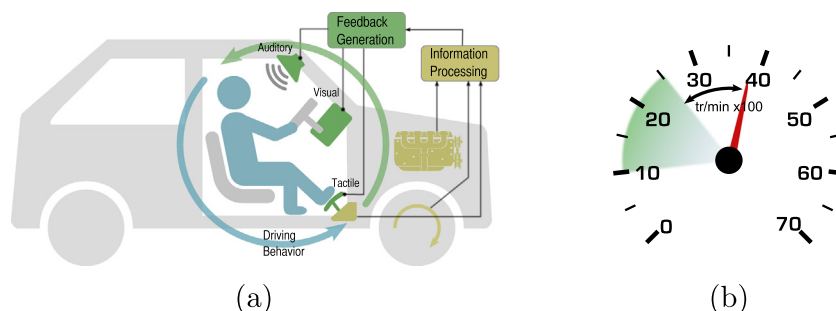 Feedback
Generation
Auditory
Information
Processing
Visual
Tactile
Driving
Behavior
(a)
30
40
tr/min x100
20
50
10
60
0
70
(b)